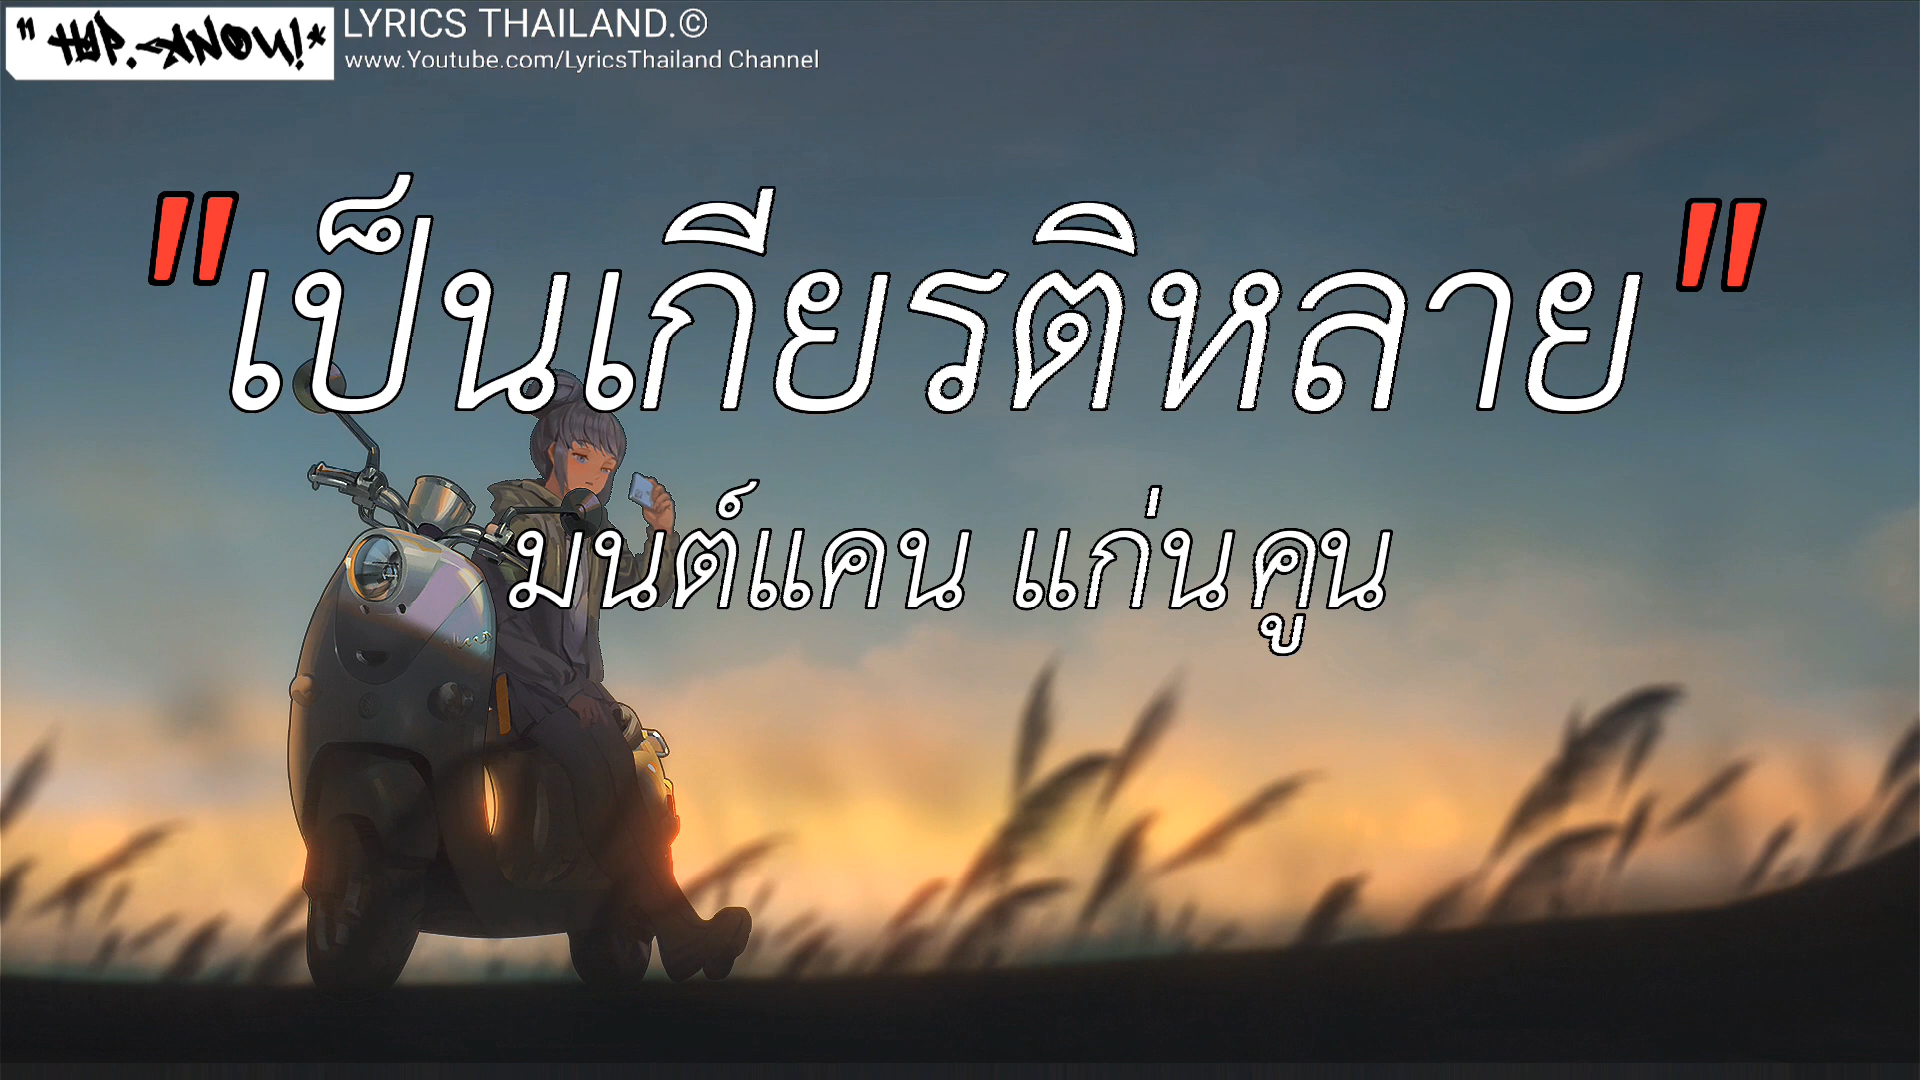 " HYP. KNOW!*
LYRICS THAILAND.©
www.Youtube.com/LyricsThailand Channel
"เป็นเกียรติหลาย"
มนต์แคน แก่นคูน